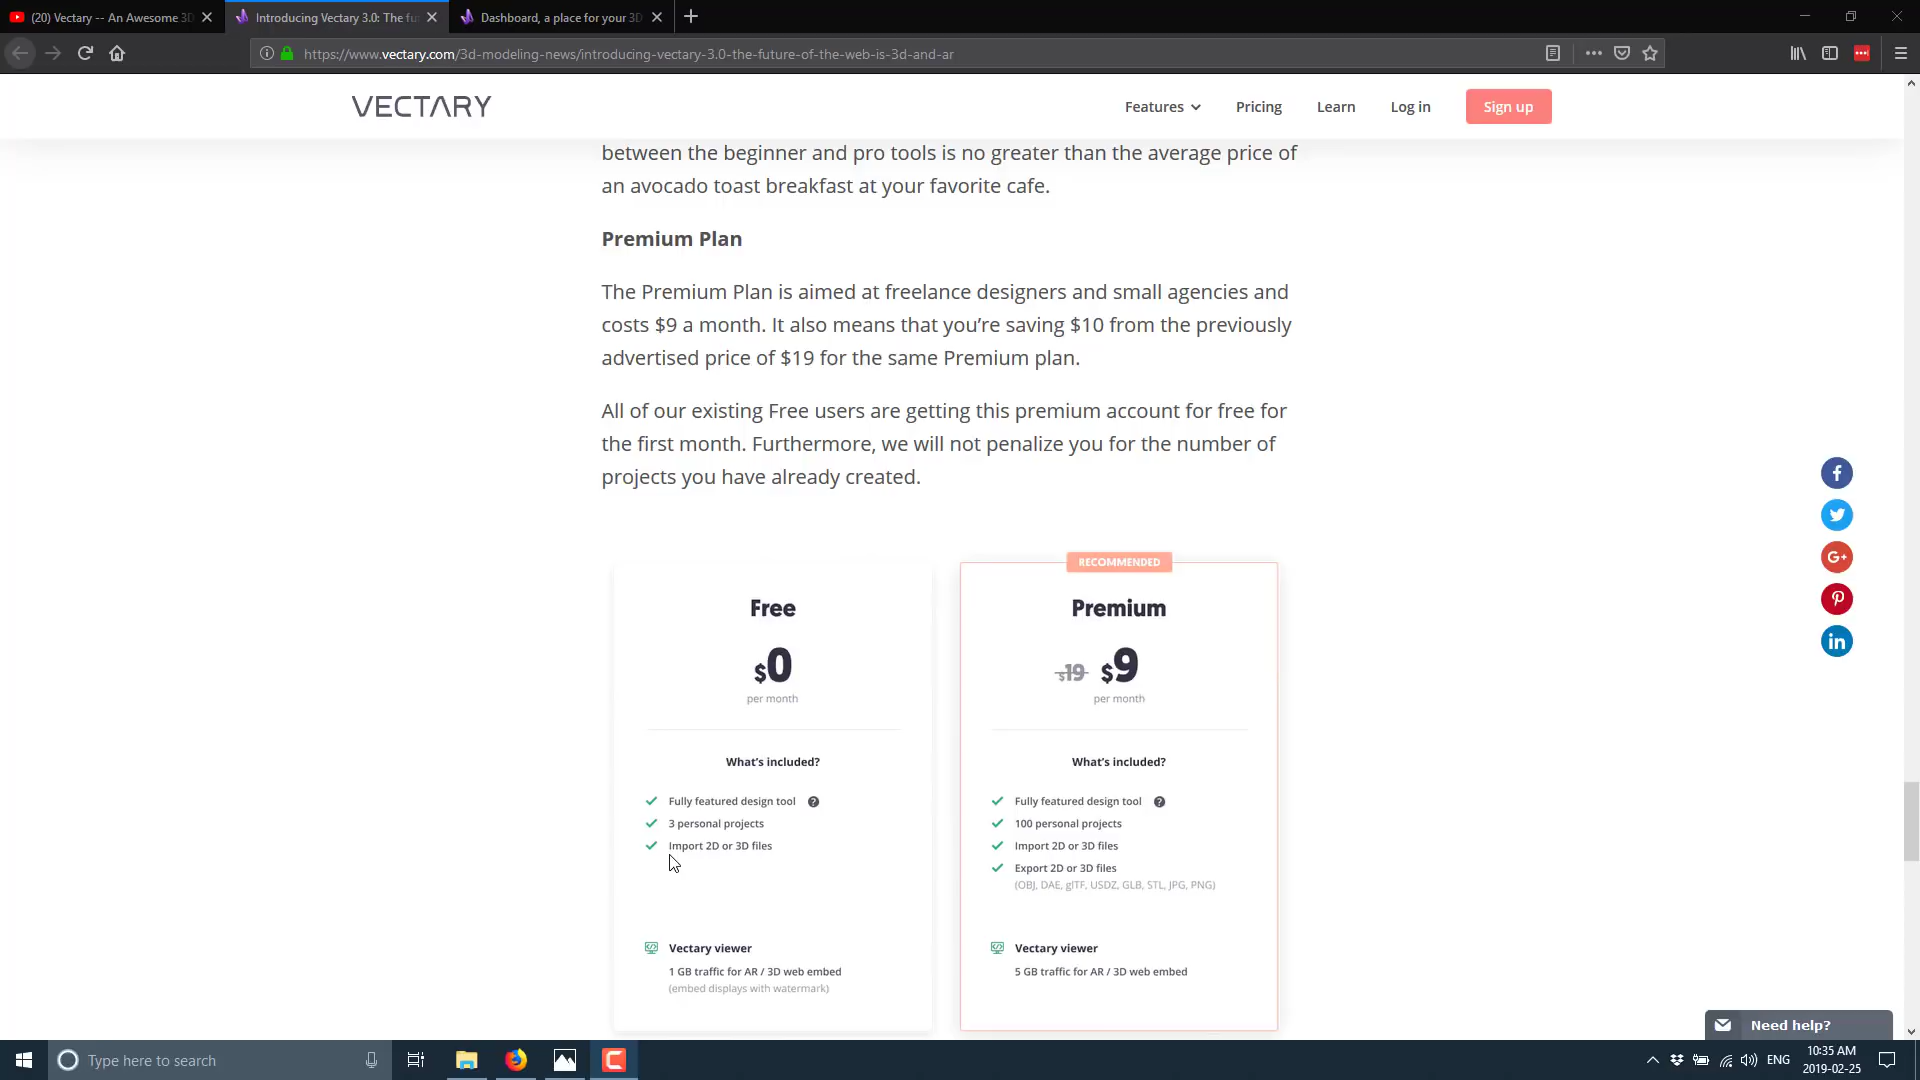 (20) Vectary -- An Awesome 3D
Introducing Vectary 3.0: The fu
Dashboard, a place for your 3D
https://www.vectary.com/3d-modeling-news/introducing-vectary-3.0-the-future-of-the-web-is-3d-and-ar
VECTARY
Features
Pricing
Learn
Log in
Sign up
between the beginner and pro tools is no greater than the average price of
an avocado toast breakfast at your favorite cafe.
Premium Plan
The Premium Plan is aimed at freelance designers and small agencies and
costs $9 a month. It also means that you’re saving $10 from the previously
advertised price of $19 for the same Premium plan.
All of our existing Free users are getting this premium account for free for
the first month. Furthermore, we will not penalize you for the number of
projects you have already created.
Free
$0
per month
What's included?
Fully featured design tool ?
3 personal projects
Import 2D or 3D files
Vectary viewer
1 GB traffic for AR / 3D web embed
(embed displays with watermark)
RECOMMENDED
Premium
$19 $9
per month
What's included?
Fully featured design tool ?
100 personal projects
Import 2D or 3D files
Export 2D or 3D files
(OBJ, DAE, glTF, USDZ, GLB, STL, JPG, PNG)
Vectary viewer
5 GB traffic for AR / 3D web embed
f
G+
in
Need help?
Type here to search
C
ENG
10:35 AM
2019-02-25